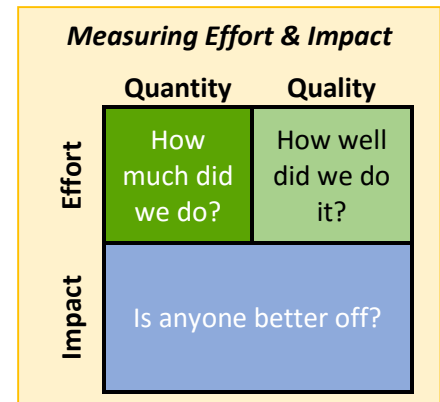 Measuring Effort & Impact
Quantity Quality
Effort
How
much did
we do?
How well
did we do
it?
Impact
Is anyone better off?